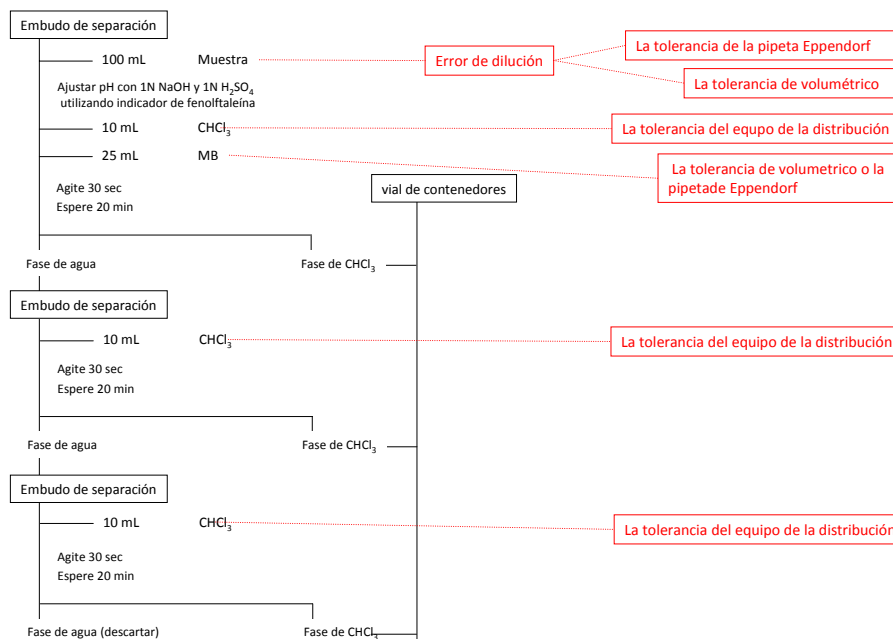 Embudo de separación
100 mL Muestra
Error de dilución
La tolerancia de la pipeta Eppendorf
La tolerancia de volumétrico
Ajustar pH con 1N NaOH y 1N H₂SO₄
utilizando indicador de fenolftaleína
10 mL CHCl₃
La tolerancia del equpo de la distribución
25 mL MB
La tolerancia de volumetrico o la
pipetade Eppendorf
Agite 30 sec
Espere 20 min
vial de contenedores
Fase de agua Fase de CHCl₃
Embudo de separación
10 mL CHCl₃
La tolerancia del equipo de la distribución
Agite 30 sec
Espere 20 min
Fase de agua Fase de CHCl₃
Embudo de separación
10 mL CHCl₃
La tolerancia del equipo de la distribución
Agite 30 sec
Espere 20 min
Fase de agua (descartar) Fase de CHCl₃